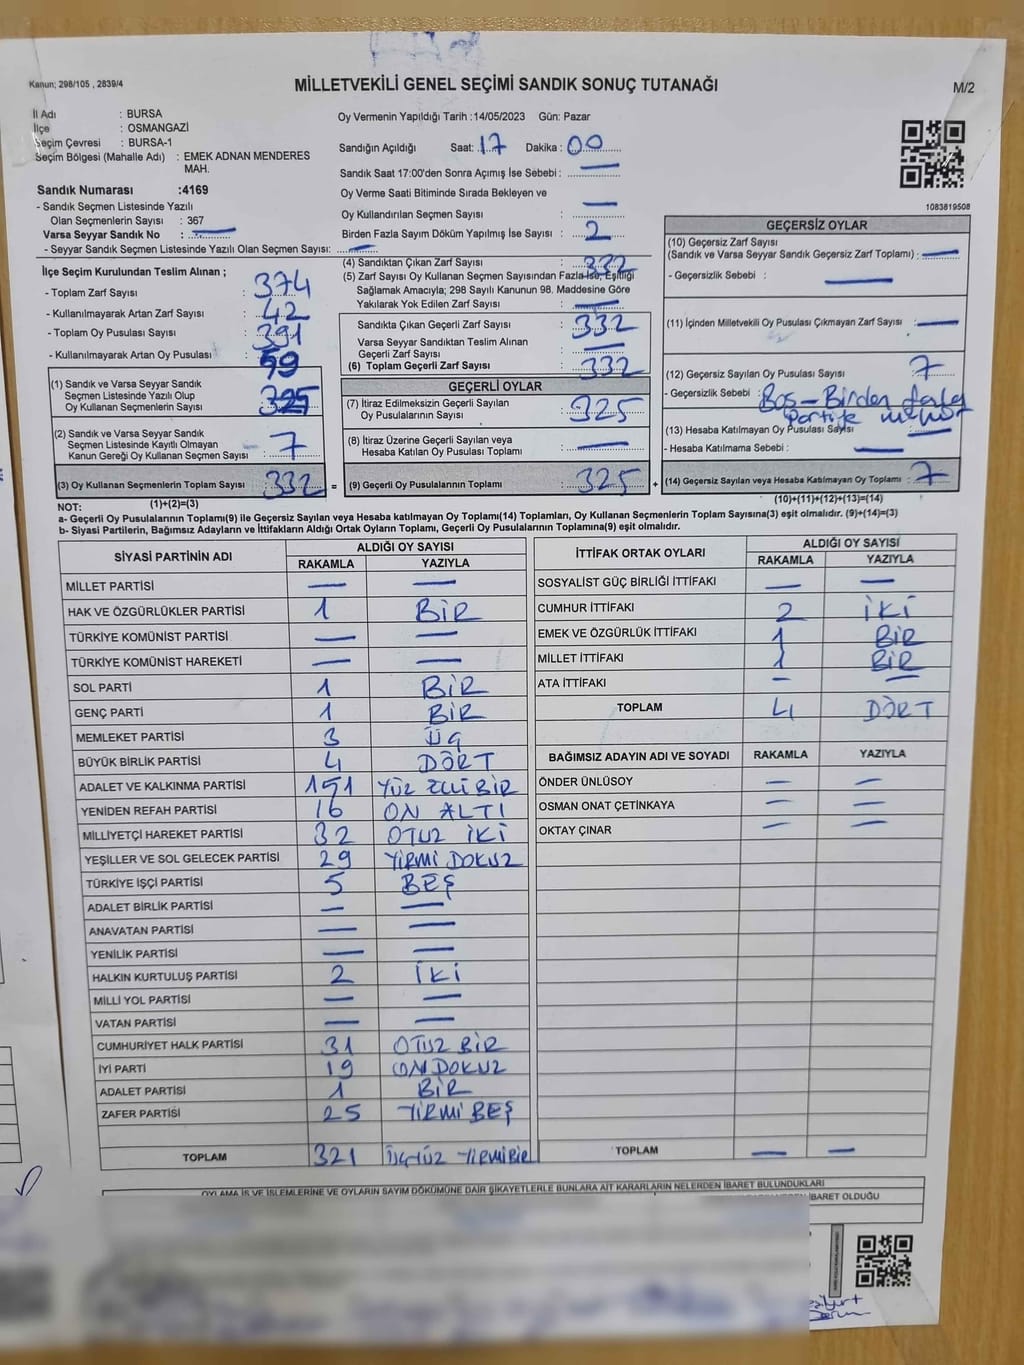 Kanun; 298/105 , 2839/4
MİLLETVEKİLİ GENEL SEÇİMİ SANDIK SONUÇ TUTANAĞI
M/2
İl Adı : BURSA
İlçe : OSMANGAZİ
Seçim Çevresi : BURSA-1
Seçim Bölgesi (Mahalle Adı) : EMEK ADNAN MENDERES MAH.
Sandık Numarası :4169
- Sandık Seçmen Listesinde Yazılı
Olan Seçmenlerin Sayısı : 367
Varsa Seyyar Sandık No : —
- Seyyar Sandık Seçmen Listesinde Yazılı Olan Seçmen Sayısı: —
Oy Vermenin Yapıldığı Tarih :14/05/2023 Gün: Pazar
Sandığın Açıldığı Saat: 17 Dakika : 00
Sandık Saat 17:00'den Sonra Açımış İse Sebebi : —
Oy Verme Saati Bitiminde Sırada Bekleyen ve
Oy Kullandırılan Seçmen Sayısı : —
Birden Fazla Sayım Döküm Yapılmış İse Sayısı : 2
1083819508
İlçe Seçim Kurulundan Teslim Alınan ;
- Toplam Zarf Sayısı : 374
- Kullanılmayarak Artan Zarf Sayısı : 42
- Toplam Oy Pusulası Sayısı : 391
- Kullanılmayarak Artan Oy Pusulası : 59
(1) Sandık ve Varsa Seyyar Sandık
Seçmen Listesinde Yazılı Olup
Oy Kullanan Seçmenlerin Sayısı : 325
(2) Sandık ve Varsa Seyyar Sandık
Seçmen Listesinde Kayıtlı Olmayan
Kanun Gereği Oy Kullanan Seçmen Sayısı : 7
(3) Oy Kullanan Seçmenlerin Toplam Sayısı : 332 =
(4) Sandıktan Çıkan Zarf Sayısı : 332
(5) Zarf Sayısı Oy Kullanan Seçmen Sayısından Fazla İse, Eşitliği
Sağlamak Amacıyla; 298 Sayılı Kanunun 98. Maddesine Göre
Yakılarak Yok Edilen Zarf Sayısı : —
Sandıkta Çıkan Geçerli Zarf Sayısı : 332
Varsa Seyyar Sandıktan Teslim Alınan
Geçerli Zarf Sayısı : —
(6) Toplam Geçerli Zarf Sayısı : 332
GEÇERLİ OYLAR
(7) İtiraz Edilmeksizin Geçerli Sayılan
Oy Pusulalarının Sayısı : 325
(8) İtiraz Üzerine Geçerli Sayılan veya
Hesaba Katılan Oy Pusulası Toplamı : —
(9) Geçerli Oy Pusulalarının Toplamı : 325 +
GEÇERSİZ OYLAR
(10) Geçersiz Zarf Sayısı
(Sandık ve Varsa Seyyar Sandık Geçersiz Zarf Toplamı) : —
- Geçersizlik Sebebi : —
(11) İçinden Milletvekili Oy Pusulası Çıkmayan Zarf Sayısı : —
(12) Geçersiz Sayılan Oy Pusulası Sayısı : 7
- Geçersizlik Sebebi : Boş – Birden fazla
Partiye mühür
(13) Hesaba Katılmayan Oy Pusulası Sayısı : —
- Hesaba Katılmama Sebebi : —
(14) Geçersiz Sayılan veya Hesaba Katılmayan Oy Toplamı : 7
NOT: (1)+(2)=(3)
(10)+(11)+(12)+(13)=(14)
a- Geçerli Oy Pusulalarının Toplamı(9) ile Geçersiz Sayılan veya Hesaba katılmayan Oy Toplamı(14) Toplamları, Oy Kullanan Seçmenlerin Toplam Sayısına(3) eşit olmalıdır. (9)+(14)=(3)
b- Siyasi Partilerin, Bağımsız Adayların ve İttifakların Aldığı Ortak Oyların Toplamı, Geçerli Oy Pusulalarının Toplamına(9) eşit olmalıdır.
SİYASİ PARTİNİN ADI ALDIĞI OY SAYISI
RAKAMLA YAZIYLA
MİLLET PARTİSİ — —
HAK VE ÖZGÜRLÜKLER PARTİSİ 1 BİR
TÜRKİYE KOMÜNİST PARTİSİ — —
TÜRKİYE KOMÜNİST HAREKETİ — —
SOL PARTİ 1 BİR
GENÇ PARTİ 1 BİR
MEMLEKET PARTİSİ 3 ÜÇ
BÜYÜK BİRLİK PARTİSİ 4 DÖRT
ADALET VE KALKINMA PARTİSİ 151 YÜZ ELLİ BİR
YENİDEN REFAH PARTİSİ 16 ON ALTI
MİLLİYETÇİ HAREKET PARTİSİ 32 OTUZ İKİ
YEŞİLLER VE SOL GELECEK PARTİSİ 29 YİRMİ DOKUZ
TÜRKİYE İŞÇİ PARTİSİ 5 BEŞ
ADALET BİRLİK PARTİSİ — —
ANAVATAN PARTİSİ — —
YENİLİK PARTİSİ — —
HALKIN KURTULUŞ PARTİSİ 2 İKİ
MİLLİ YOL PARTİSİ — —
VATAN PARTİSİ — —
CUMHURİYET HALK PARTİSİ 31 OTUZ BİR
İYİ PARTİ 19 ON DOKUZ
ADALET PARTİSİ 1 BİR
ZAFER PARTİSİ 25 YİRMİ BEŞ
TOPLAM 321 ÜÇYÜZ YİRMİBİR
İTTİFAK ORTAK OYLARI ALDIĞI OY SAYISI
RAKAMLA YAZIYLA
SOSYALİST GÜÇ BİRLİĞİ İTTİFAKI — —
CUMHUR İTTİFAKI 2 İKİ
EMEK VE ÖZGÜRLÜK İTTİFAKI 1 BİR
MİLLET İTTİFAKI 1 BİR
ATA İTTİFAKI — —
TOPLAM 4 DÖRT
BAĞIMSIZ ADAYIN ADI VE SOYADI RAKAMLA YAZIYLA
ÖNDER ÜNLÜSOY — —
OSMAN ONAT ÇETİNKAYA — —
OKTAY ÇINAR — —
TOPLAM — —
OYLAMA İŞ VE İŞLEMLERİNE VE OYLARIN SAYIM DÖKÜMÜNE DAİR ŞİKAYETLERLE BUNLARA AİT KARARLARIN NELERDEN İBARET BULUNDUKLARI
İBARET OLDUĞU